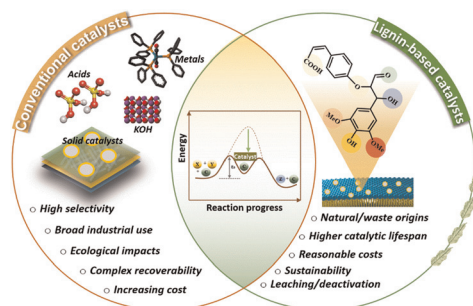 Conventional catalysts
Lignin-based catalysts
Metals
Acids
KOH
Solid catalysts
High selectivity
Broad industrial use
Ecological impacts
Complex recoverability
Increasing cost
Energy
Catalyst
Reaction progress
COOH
O
O
OH
MeO
OMe
OH
Natural/waste origins
Higher catalytic lifespan
Reasonable costs
Sustainability
Leaching/deactivation